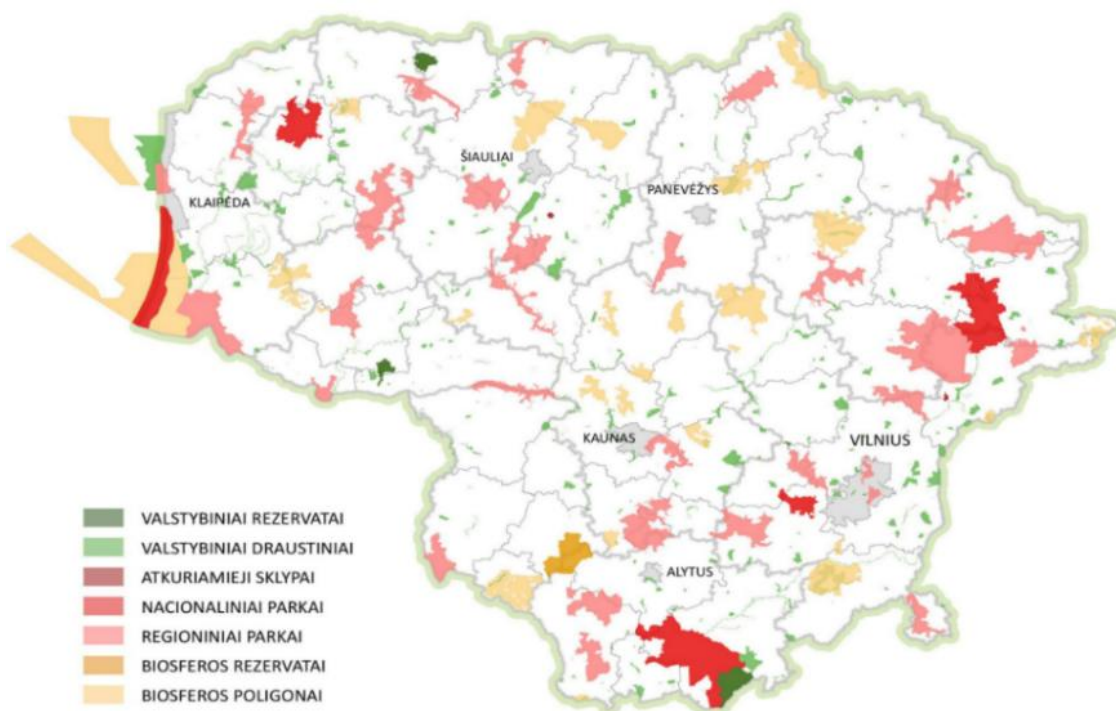 ŠIAULIAI
PANEVĖŽYS
KLAIPĖDA
KAUNAS
VILNIUS
ALYTUS
VALSTYBINIAI REZERVATAI
VALSTYBINIAI DRAUSTINIAI
ATKURIAMIEJI SKLYPAI
NACIONALINIAI PARKAI
REGIONINIAI PARKAI
BIOSFEROS REZERVATAI
BIOSFEROS POLIGONAI